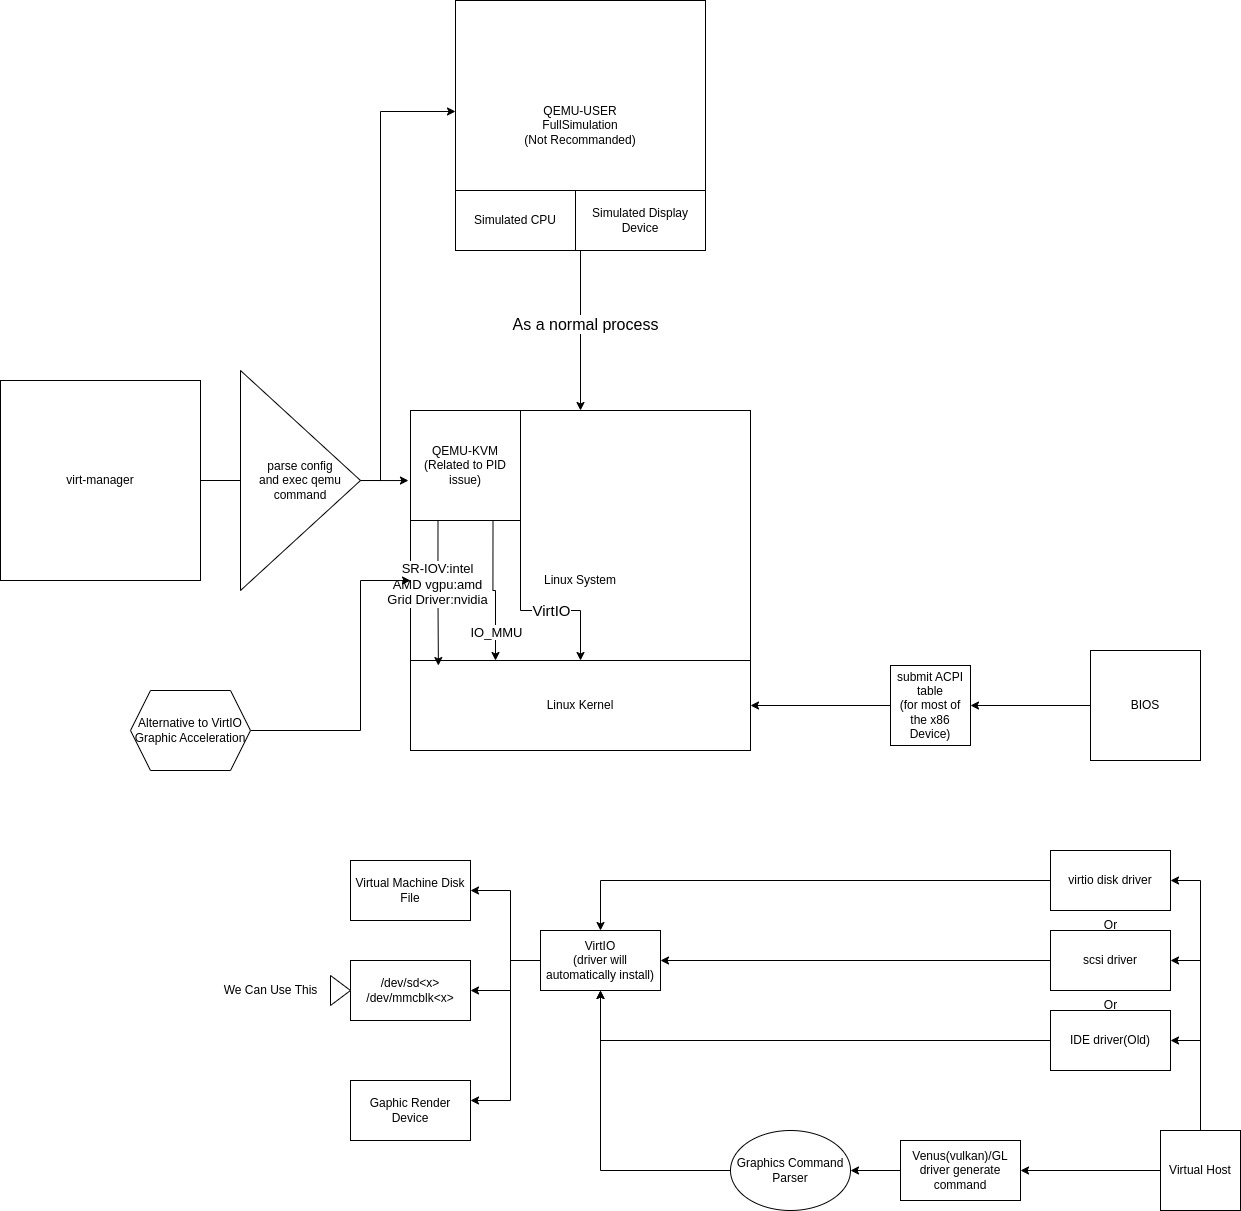 QEMU-USER
FullSimulation
(Not Recommanded)
Simulated CPU
Simulated Display
Device
As a normal process
virt-manager
parse config
and exec qemu
command
QEMU-KVM
(Related to PID
issue)
SR-IOV:intel
AMD vgpu:amd
Grid Driver:nvidia
Linux System
VirtIO
IO_MMU
Alternative to VirtIO
Graphic Acceleration
Linux Kernel
submit ACPI
table
(for most of
the x86
Device)
BIOS
Virtual Machine Disk
File
We Can Use This
/dev/sd<x>
/dev/mmcblk<x>
Gaphic Render
Device
VirtIO
(driver will
automatically install)
virtio disk driver
Or
scsi driver
Or
IDE driver(Old)
Graphics Command
Parser
Venus(vulkan)/GL
driver generate
command
Virtual Host